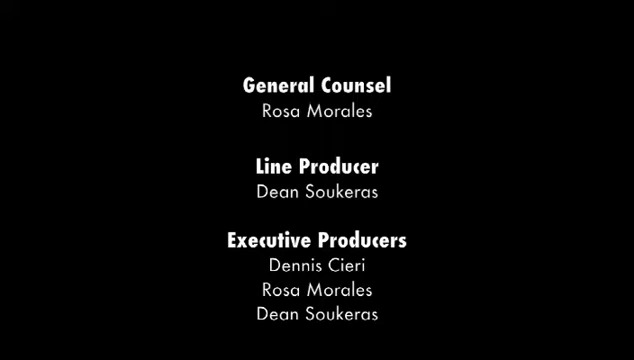 General Counsel
Rosa Morales
Line Producer
Dean Soukeras
Executive Producers
Dennis Cieri
Rosa Morales
Dean Soukeras